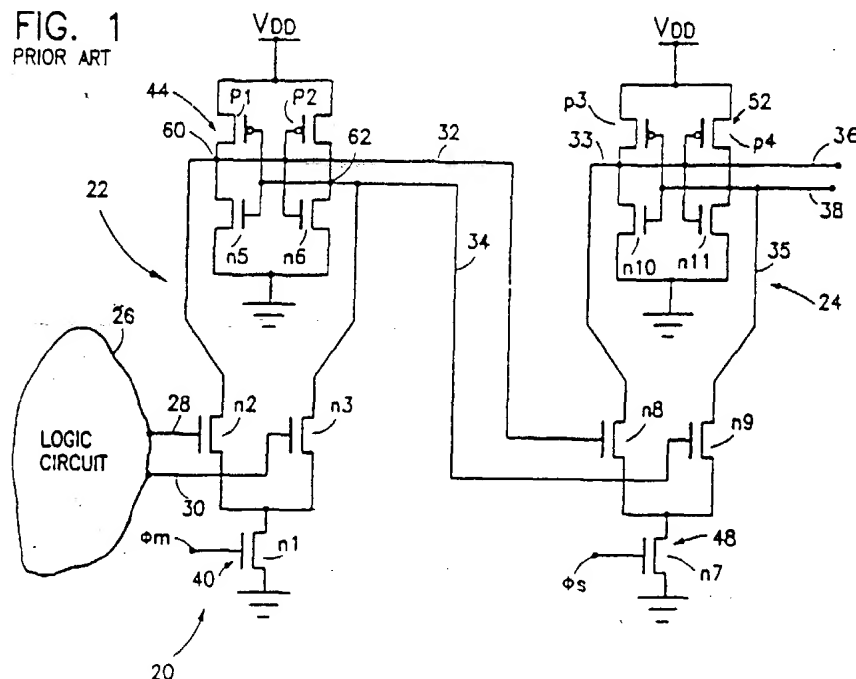 FIG. 1
PRIOR ART
VDD
VDD
44
P1
P2
p3
52
60
62
32
33
p4
36
38
22
n5
n6
34
n10
n11
35
24
26
28
n2
n3
n8
n9
LOGIC
CIRCUIT
30
Φm
n1
40
Φs
48
n7
20